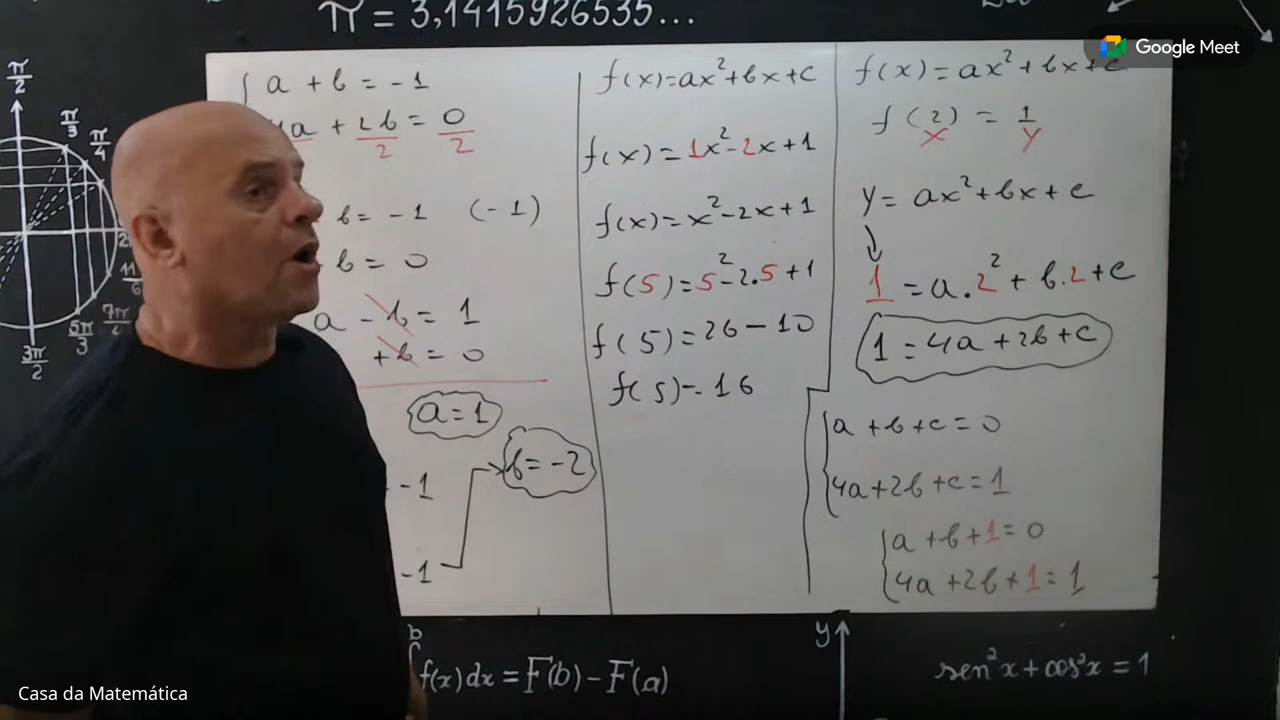 π = 3,1415926535...
Google Meet
π/2
π/3
π/4
11π/6
7π/4
5π/3
3π/2
a + b = -1
4a/2 + 2b/2 = 0/2
b = -1 (-1)
b = 0
a - b = 1
+ b = 0
a = 1
b = -2
-1
-1
f(x)=ax²+bx+c
f(x)=1x²-2x+1
f(x)=x²-2x+1
f(5)=5²-2.5+1
f(5)=26-10
f(5)=16
f(x)=ax²+bx+c
f(2) = 1
x y
y = ax²+bx+c
1 = a.2²+b.2+c
1 = 4a+2b+c
a+b+c=0
4a+2b+c=1
a+b+1=0
4a+2b+1=1
b
∫f(x)dx = F(b) - F(a)
y
sen²x + cos²x = 1
Casa da Matemática